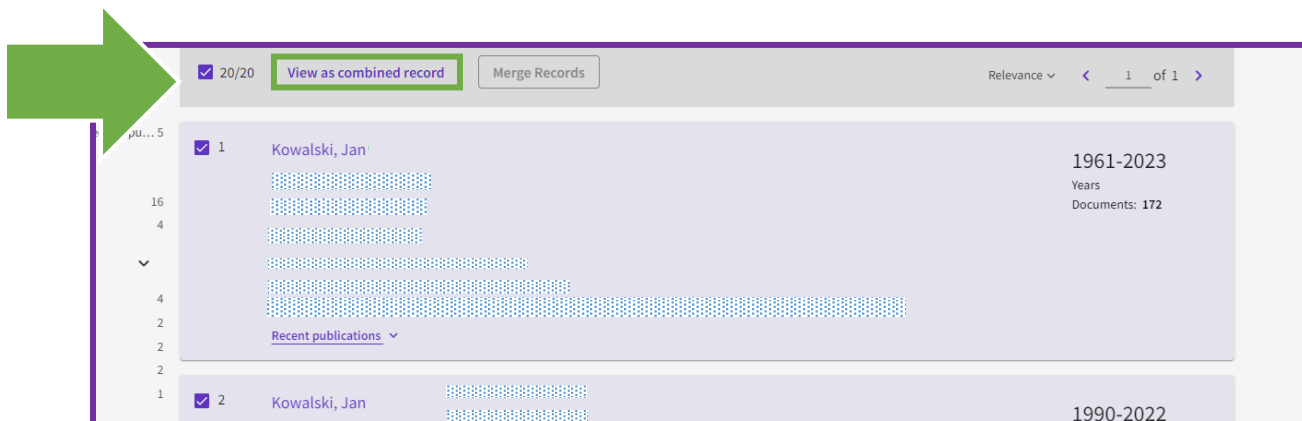 20/20 View as combined record Merge Records Relevance 1 of 1
pu... 5
16
4
4
2
2
2
1
1 Kowalski, Jan
1961-2023
Years
Documents: 172
Recent publications
2 Kowalski, Jan
1990-2022